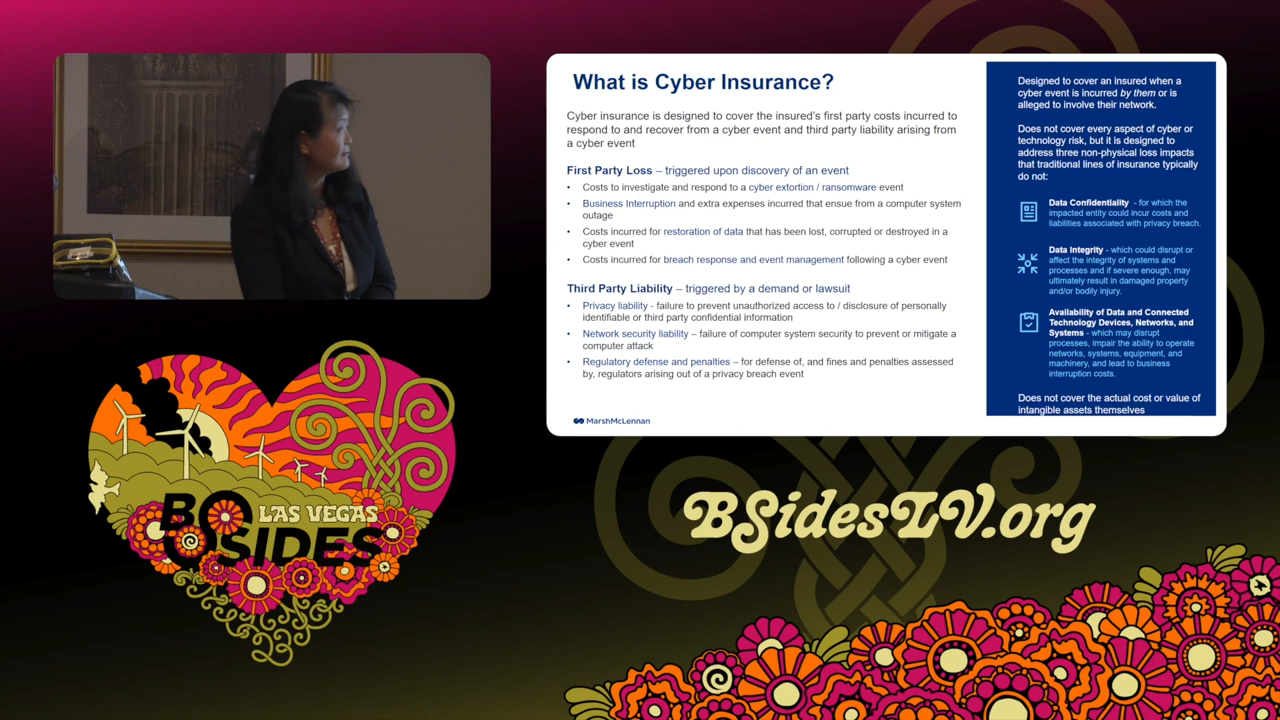 What is Cyber Insurance?
Cyber insurance is designed to cover the insured's first party costs incurred to
respond to and recover from a cyber event and third party liability arising from
a cyber event
First Party Loss – triggered upon discovery of an event
• Costs to investigate and respond to a cyber extortion / ransomware event
• Business Interruption and extra expenses incurred that ensue from a computer system
outage
• Costs incurred for restoration of data that has been lost, corrupted or destroyed in a
cyber event
• Costs incurred for breach response and event management following a cyber event
Third Party Liability – triggered by a demand or lawsuit
• Privacy liability - failure to prevent unauthorized access to / disclosure of personally
identifiable or third party confidential information
• Network security liability – failure of computer system security to prevent or mitigate a
computer attack
• Regulatory defense and penalties – for defense of, and fines and penalties assessed
by, regulators arising out of a privacy breach event
MarshMcLennan
Designed to cover an insured when a
cyber event is incurred by them or is
alleged to involve their network.
Does not cover every aspect of cyber or
technology risk, but it is designed to
address three non-physical loss impacts
that traditional lines of insurance typically
do not:
Data Confidentiality - for which the
impacted entity could incur costs and
liabilities associated with privacy breach.
Data Integrity - which could disrupt or
affect the integrity of systems and
processes and if severe enough, may
ultimately result in damaged property
and/or bodily injury.
Availability of Data and Connected
Technology Devices, Networks, and
Systems - which may disrupt
processes, impair the ability to operate
networks, systems, equipment, and
machinery, and lead to business
interruption costs.
Does not cover the actual cost or value of
intangible assets themselves
BSIDES
LAS VEGAS
BSidesLV.org